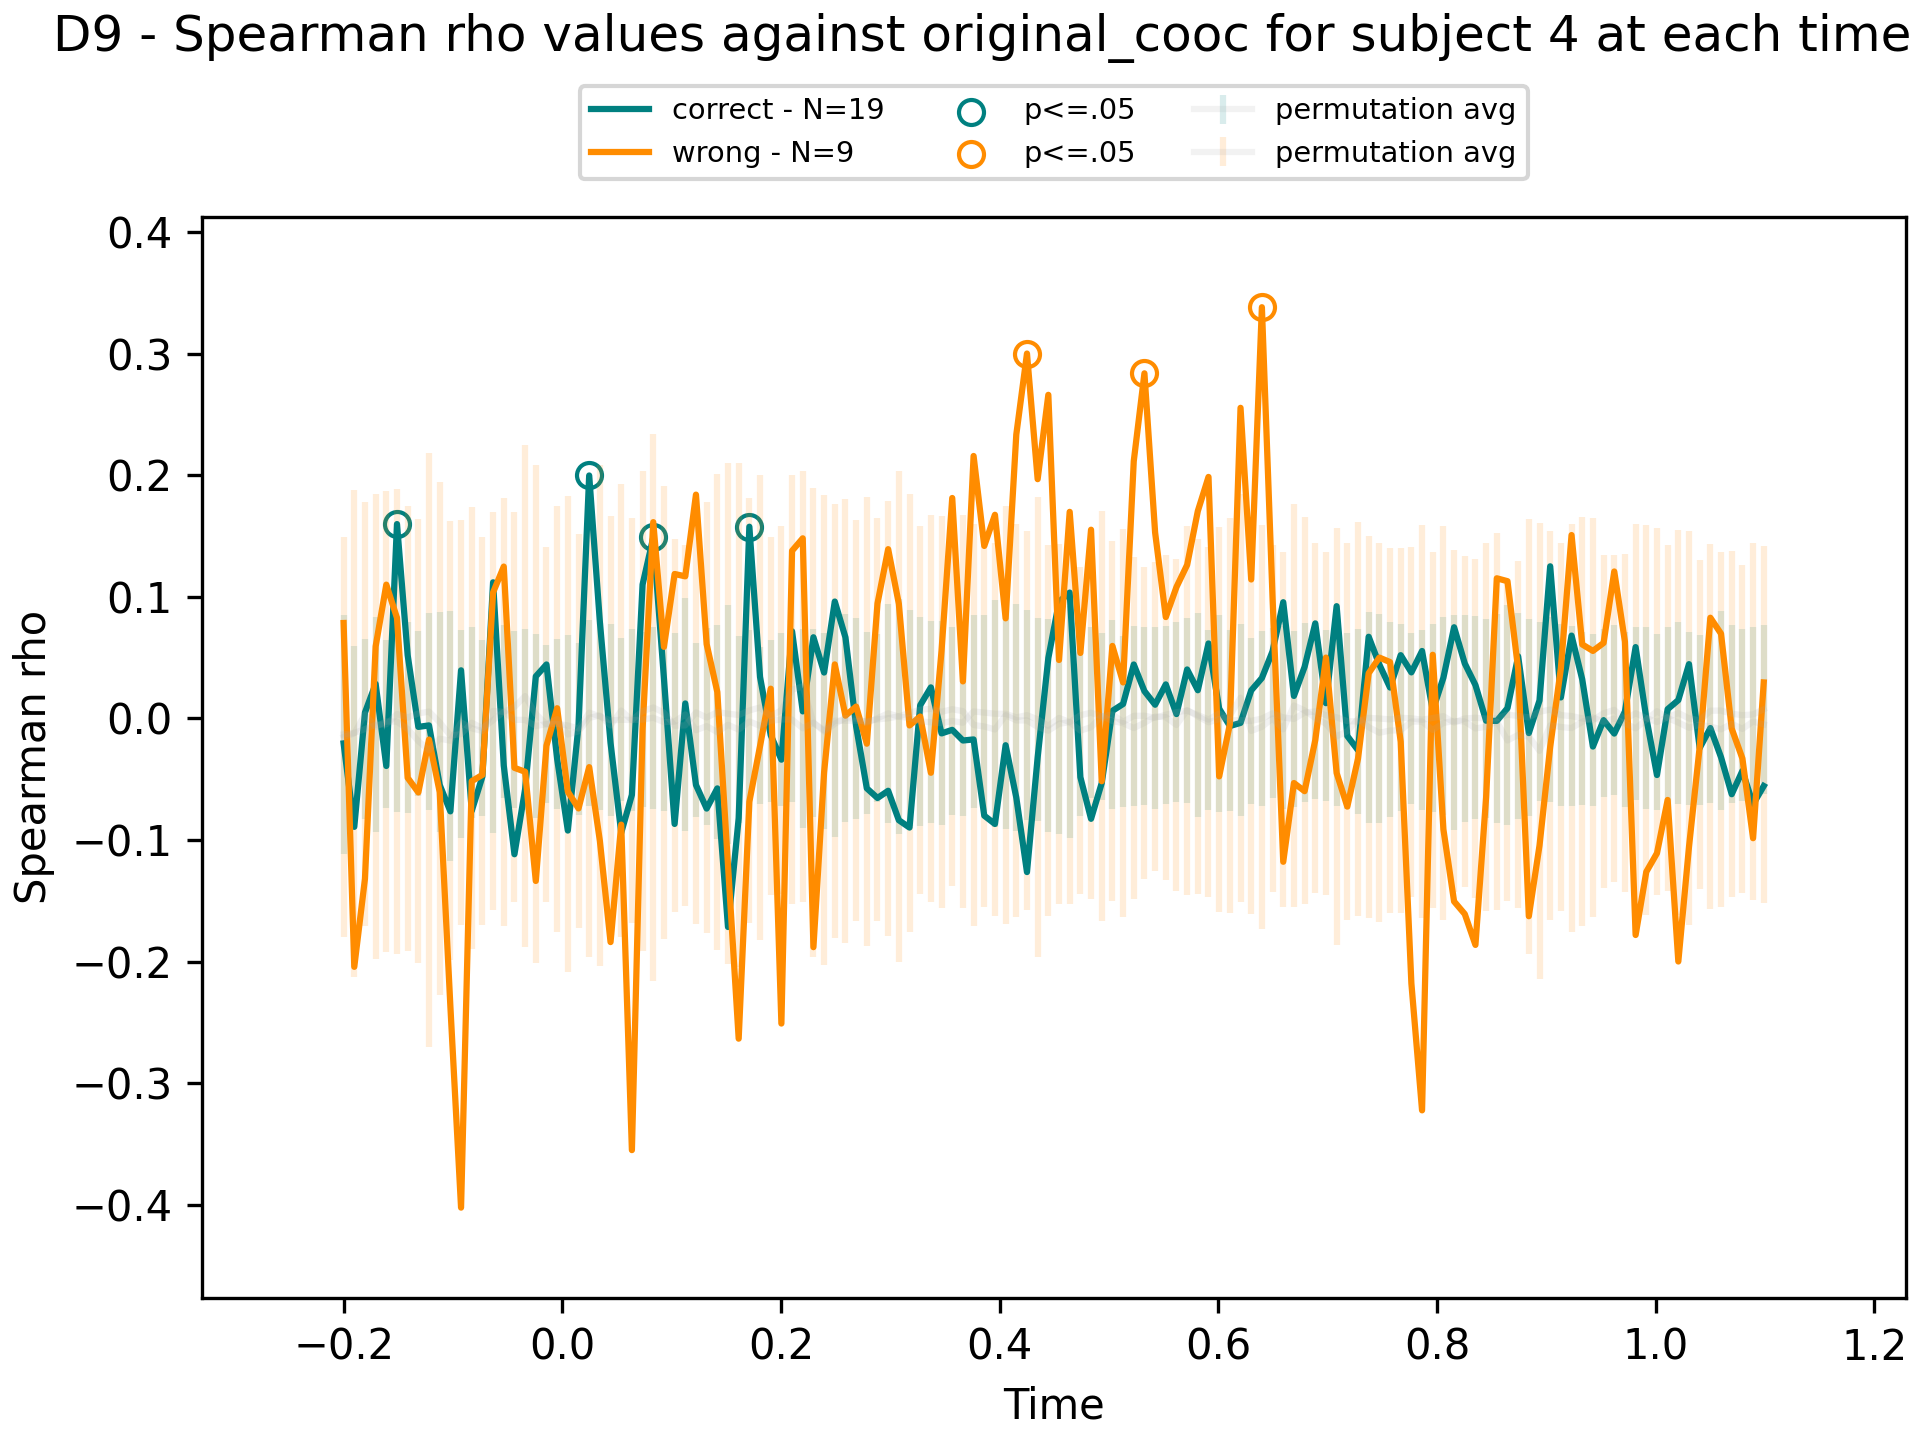 D9 - Spearman rho values against original_cooc for subject 4 at each time
correct - N=19
wrong - N=9
p<=.05
p<=.05
permutation avg
permutation avg
0.4
0.3
0.2
0.1
0.0
−0.1
−0.2
−0.3
−0.4
Spearman rho
−0.2
0.0
0.2
0.4
0.6
0.8
1.0
1.2
Time